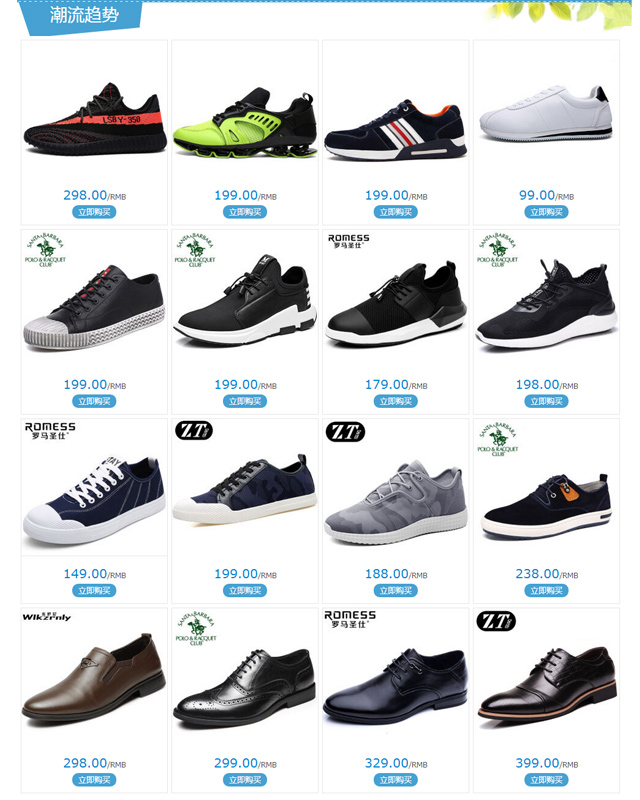 潮流趋势
LSBY-350
298.00/RMB
立即购买
199.00/RMB
立即购买
199.00/RMB
立即购买
99.00/RMB
立即购买
SANTA BARBARA
POLO & RACQUET
CLUB
199.00/RMB
立即购买
SANTA BARBARA
POLO & RACQUET
CLUB
199.00/RMB
立即购买
ROMESS
罗马圣仕
179.00/RMB
立即购买
SANTA BARBARA
POLO & RACQUET
CLUB
198.00/RMB
立即购买
ROMESS
罗马圣仕
149.00/RMB
立即购买
Z.T
199.00/RMB
立即购买
Z.T
188.00/RMB
立即购买
SANTA BARBARA
POLO & RACQUET
CLUB
238.00/RMB
立即购买
298.00/RMB
立即购买
SANTA BARBARA
POLO & RACQUET
CLUB
299.00/RMB
立即购买
ROMESS
罗马圣仕
329.00/RMB
立即购买
Z.T
399.00/RMB
立即购买